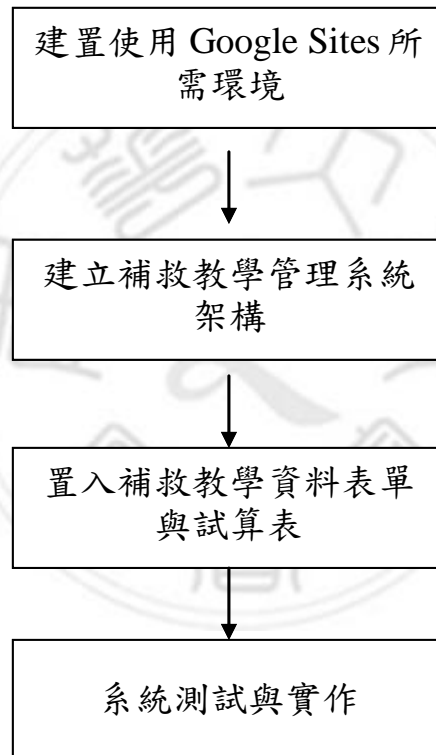 建置使用 Google Sites 所
需環境
建立補救教學管理系統
架構
置入補救教學資料表單
與試算表
系統測試與實作